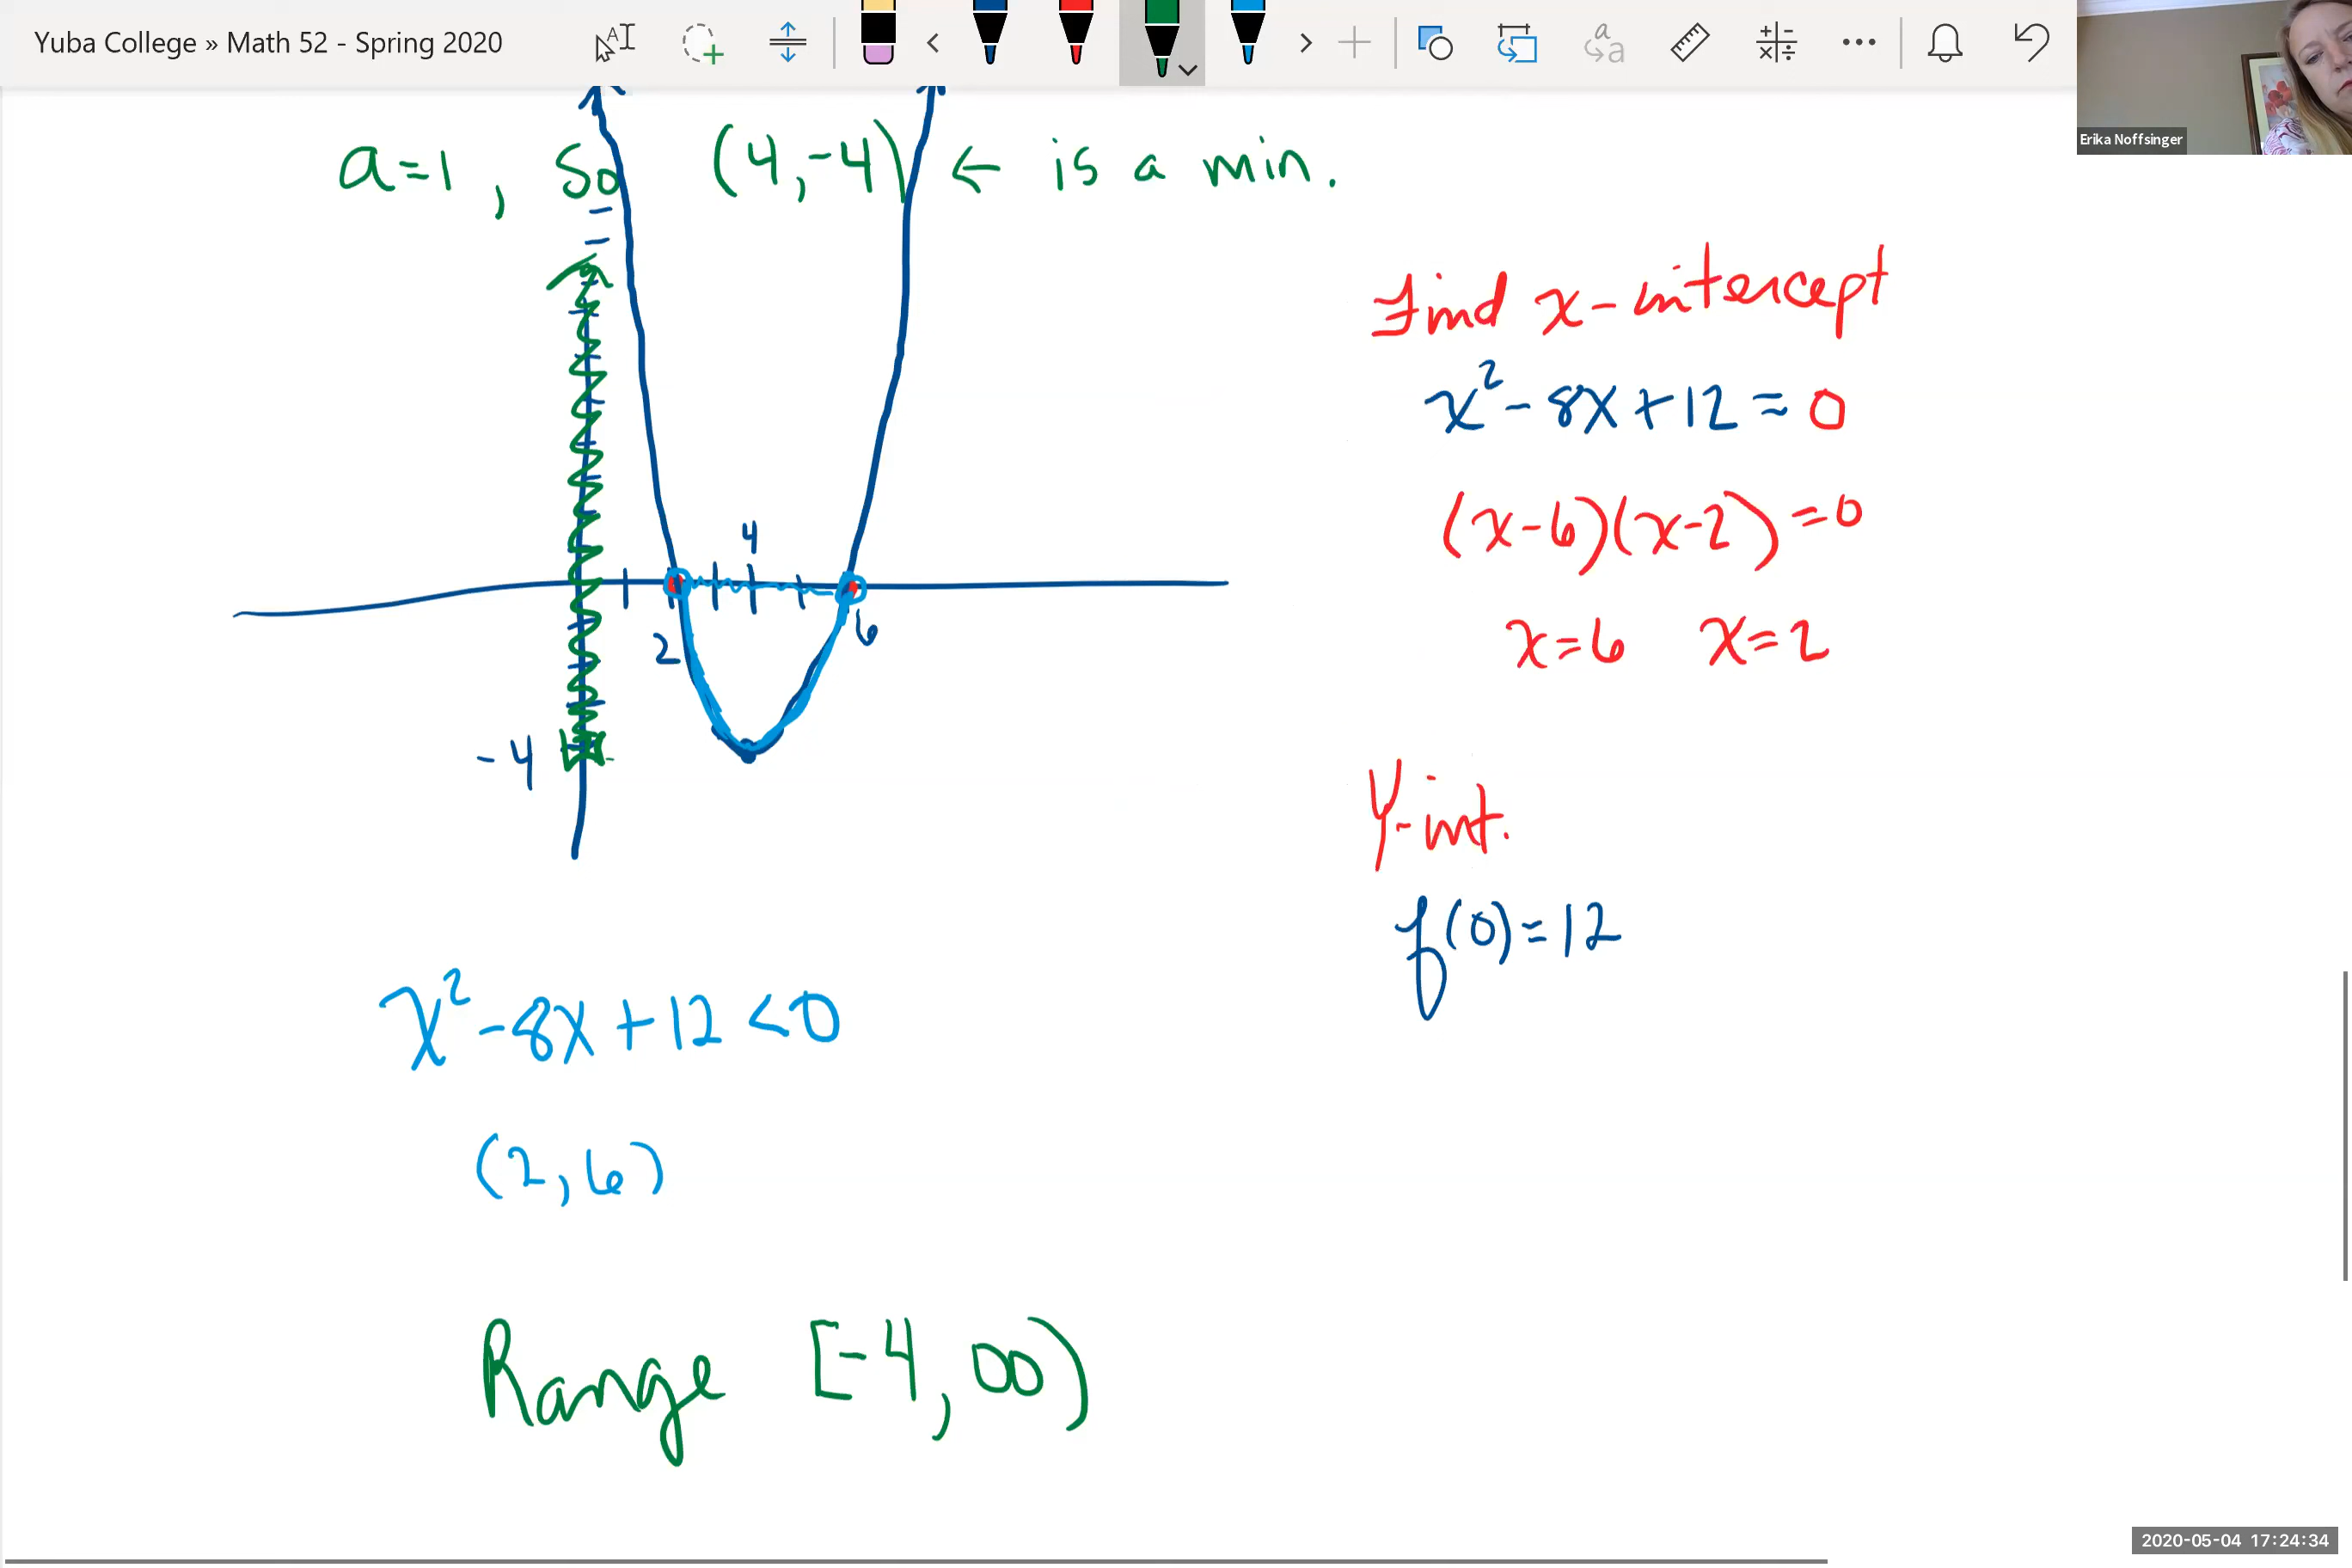 Yuba College » Math 52 - Spring 2020
Erika Noffsinger
a=1, So (4,-4) ← is a min.
Find x-intercept
x²-8x+12=0
(x-6)(x-2)=0
4
2
6
x=6 x=2
-4
Y-int.
f(0)=12
x²-8x+12<0
(2,6)
Range [-4,∞)
2020-05-04 17:24:34